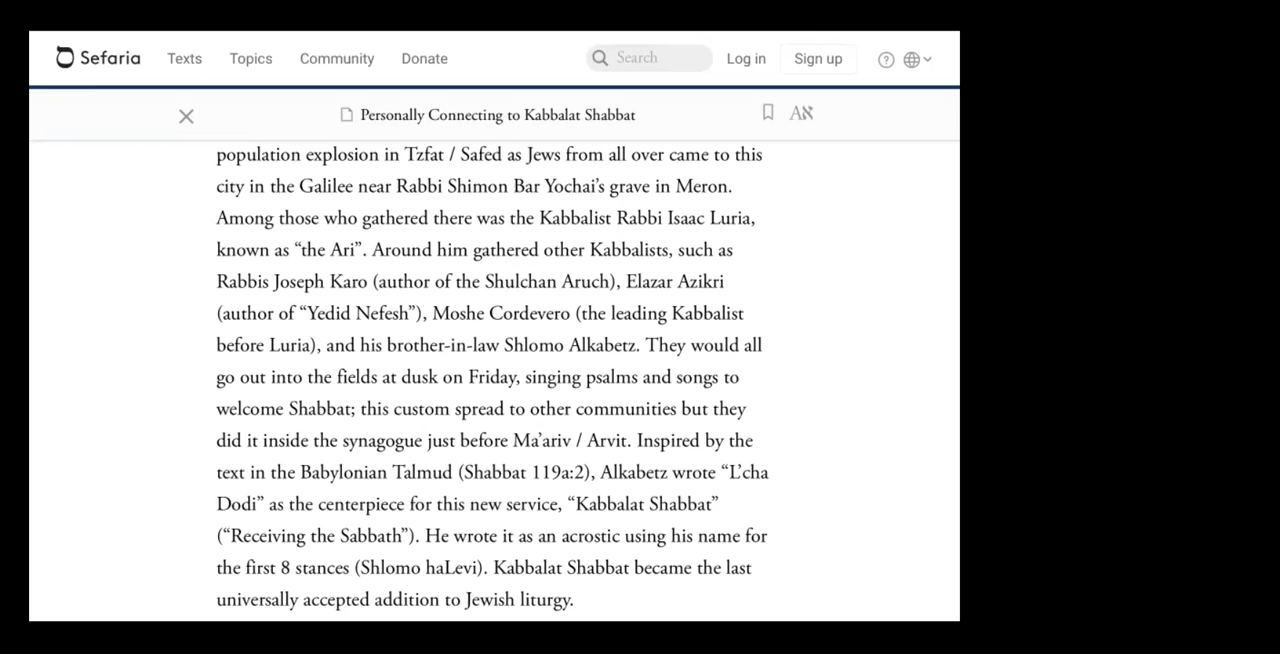 Sefaria Texts Topics Community Donate Search Log in Sign up
Personally Connecting to Kabbalat Shabbat Aא
population explosion in Tzfat / Safed as Jews from all over came to this
city in the Galilee near Rabbi Shimon Bar Yochai’s grave in Meron.
Among those who gathered there was the Kabbalist Rabbi Isaac Luria,
known as “the Ari”. Around him gathered other Kabbalists, such as
Rabbis Joseph Karo (author of the Shulchan Aruch), Elazar Azikri
(author of “Yedid Nefesh”), Moshe Cordevero (the leading Kabbalist
before Luria), and his brother-in-law Shlomo Alkabetz. They would all
go out into the fields at dusk on Friday, singing psalms and songs to
welcome Shabbat; this custom spread to other communities but they
did it inside the synagogue just before Ma’ariv / Arvit. Inspired by the
text in the Babylonian Talmud (Shabbat 119a:2), Alkabetz wrote “L’cha
Dodi” as the centerpiece for this new service, “Kabbalat Shabbat”
(“Receiving the Sabbath”). He wrote it as an acrostic using his name for
the first 8 stances (Shlomo haLevi). Kabbalat Shabbat became the last
universally accepted addition to Jewish liturgy.